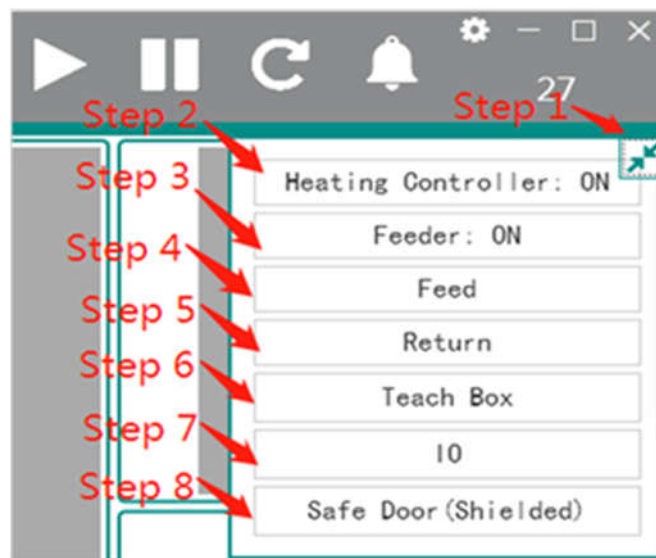 27
Step 1
Step 2
Heating Controller: ON
Step 3
Feeder: ON
Step 4
Feed
Step 5
Return
Step 6
Teach Box
Step 7
IO
Step 8
Safe Door(Shielded)